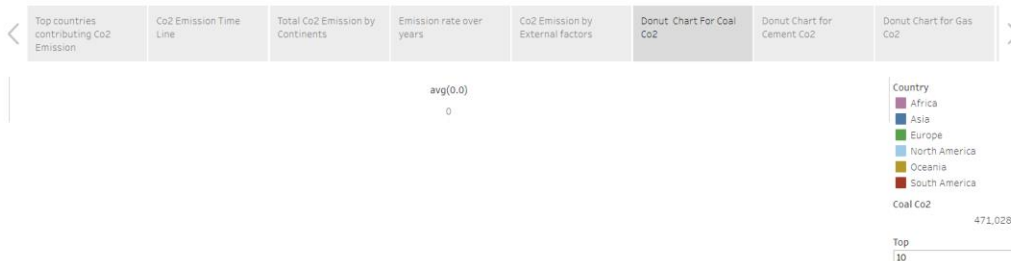 Top countries
contributing Co2
Emission
Co2 Emission Time
Line
Total Co2 Emission by
Continents
Emission rate over
years
Co2 Emission by
External factors
Donut Chart For Coal
Co2
Donut Chart for
Cement Co2
Donut Chart for Gas
Co2
avg(0.0)
0
Country
Africa
Asia
Europe
North America
Oceania
South America
Coal Co2
471,028
Top
10